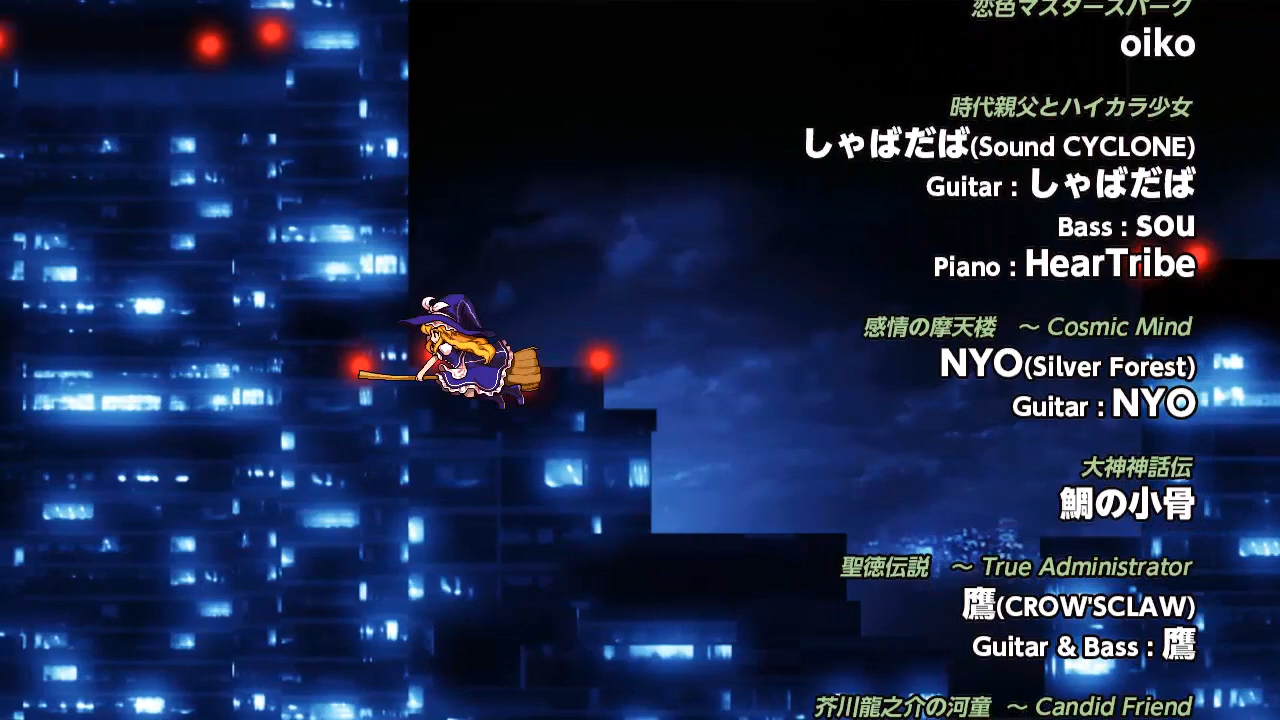 恋色マスタースパーク
oiko
時代親父とハイカラ少女
しゃばだば(Sound CYCLONE)
Guitar : しゃばだば
Bass : sou
Piano : HearTribe
感情の摩天楼 ～ Cosmic Mind
NYO(Silver Forest)
Guitar : NYO
大神神話伝
鯛の小骨
聖徳伝説 ～ True Administrator
鷹(CROW'SCLAW)
Guitar & Bass : 鷹
芥川龍之介の河童 ～ Candid Friend